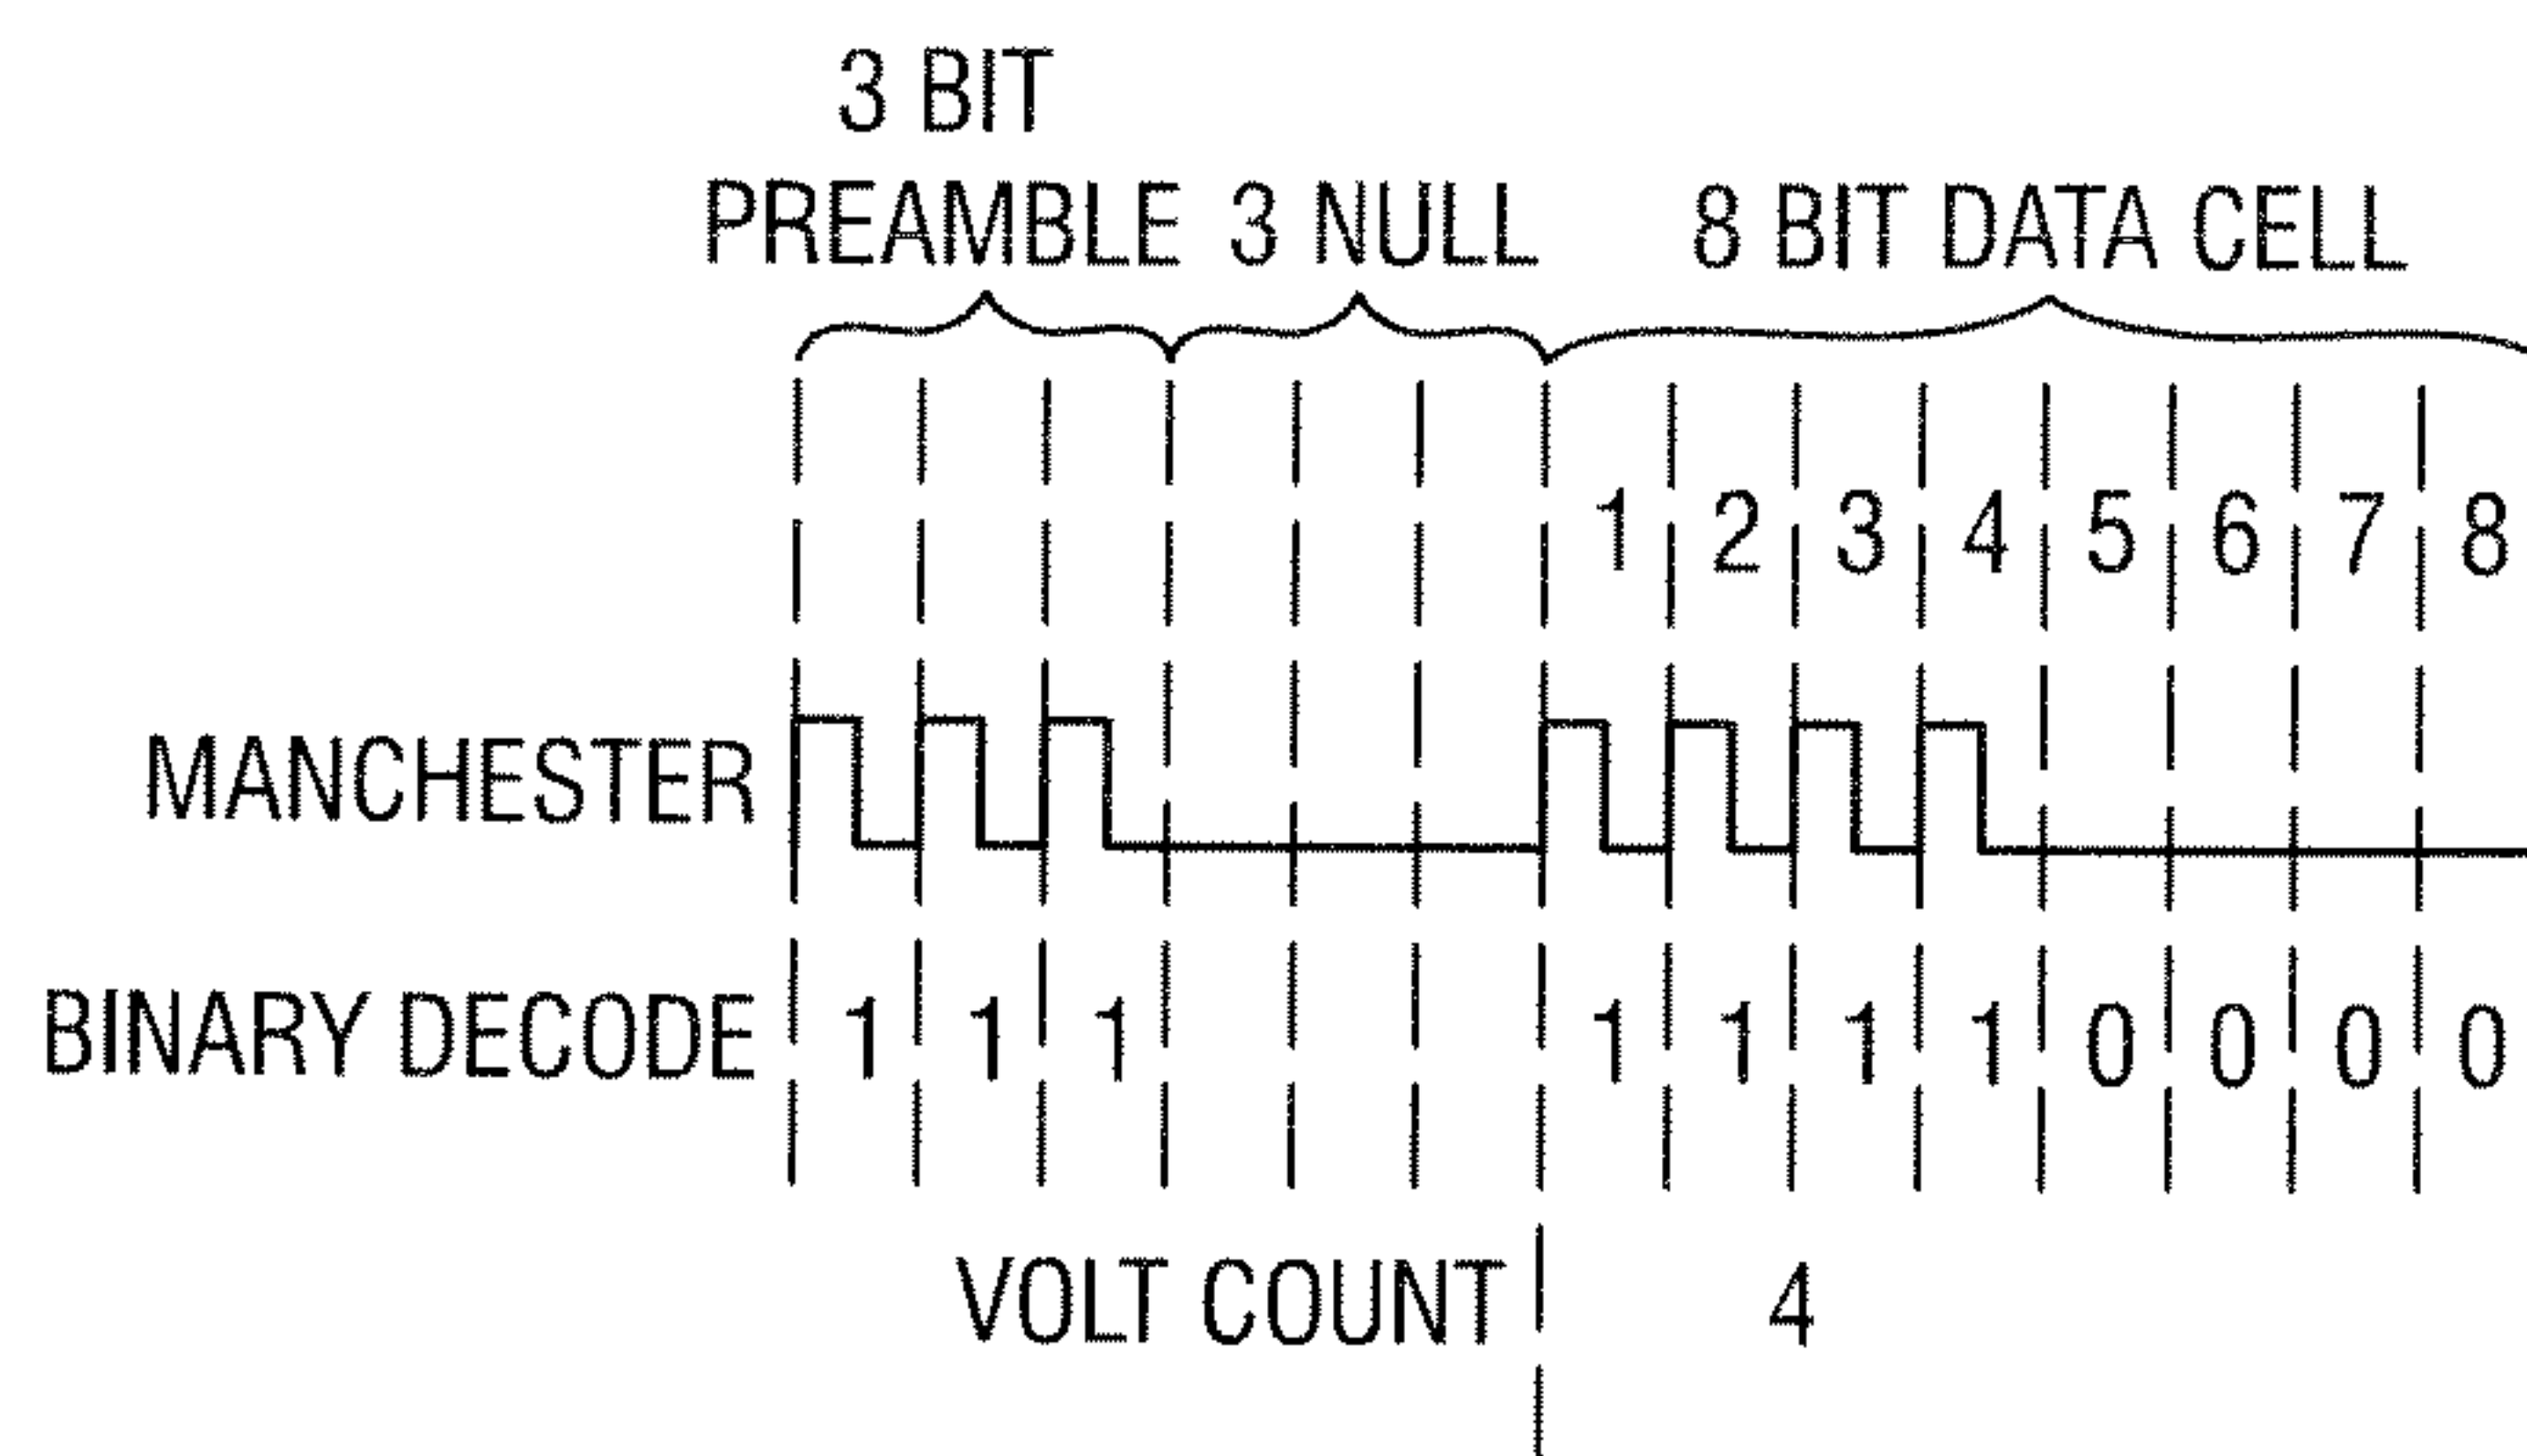 3 BIT
PREAMBLE 3 NULL 8 BIT DATA CELL
1 2 3 4 5 6 7 8
MANCHESTER
BINARY DECODE 1 1 1 1 1 1 1 0 0 0 0
VOLT COUNT 4